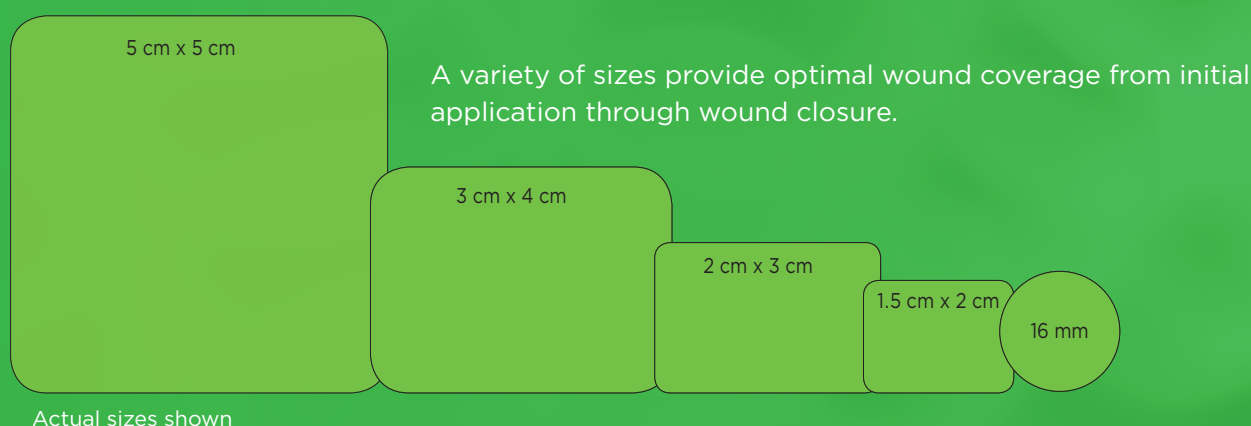 5 cm x 5 cm
A variety of sizes provide optimal wound coverage from initial
application through wound closure.
3 cm x 4 cm
2 cm x 3 cm
1.5 cm x 2 cm
16 mm
Actual sizes shown